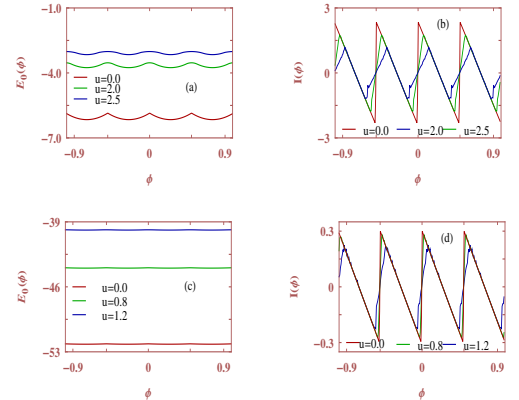 −1.0
−4.0
−7.0
E₀(ϕ)
u=0.0
u=2.0
u=2.5
(a)
−0.9 0 0.9
ϕ
3
0
−3
I(ϕ)
(b)
u=0.0 u=2.0 u=2.5
−0.9 0 0.9
ϕ
−39
−46
−53
E₀(ϕ)
u=0.0
u=0.8
u=1.2
(c)
−0.9 0 0.9
ϕ
0.3
0
−0.3
I(ϕ)
(d)
u=0.0 u=0.8 u=1.2
−0.9 0 0.9
ϕ